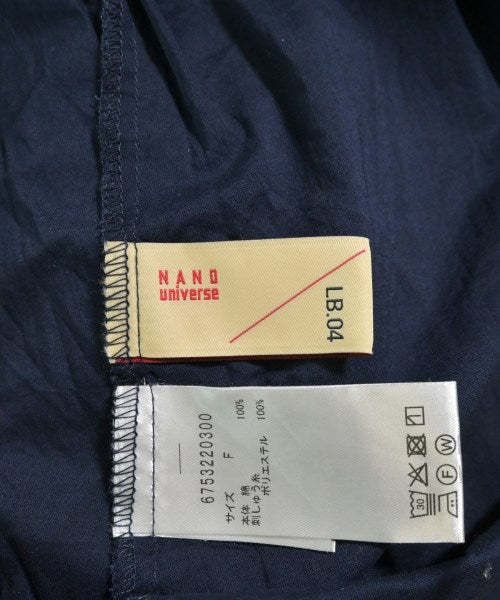 NANO
universe
LB.04
6753220300
サイズ F
本体 綿 100%
刺しゅう糸
ポリエステル 100%
30
F
W